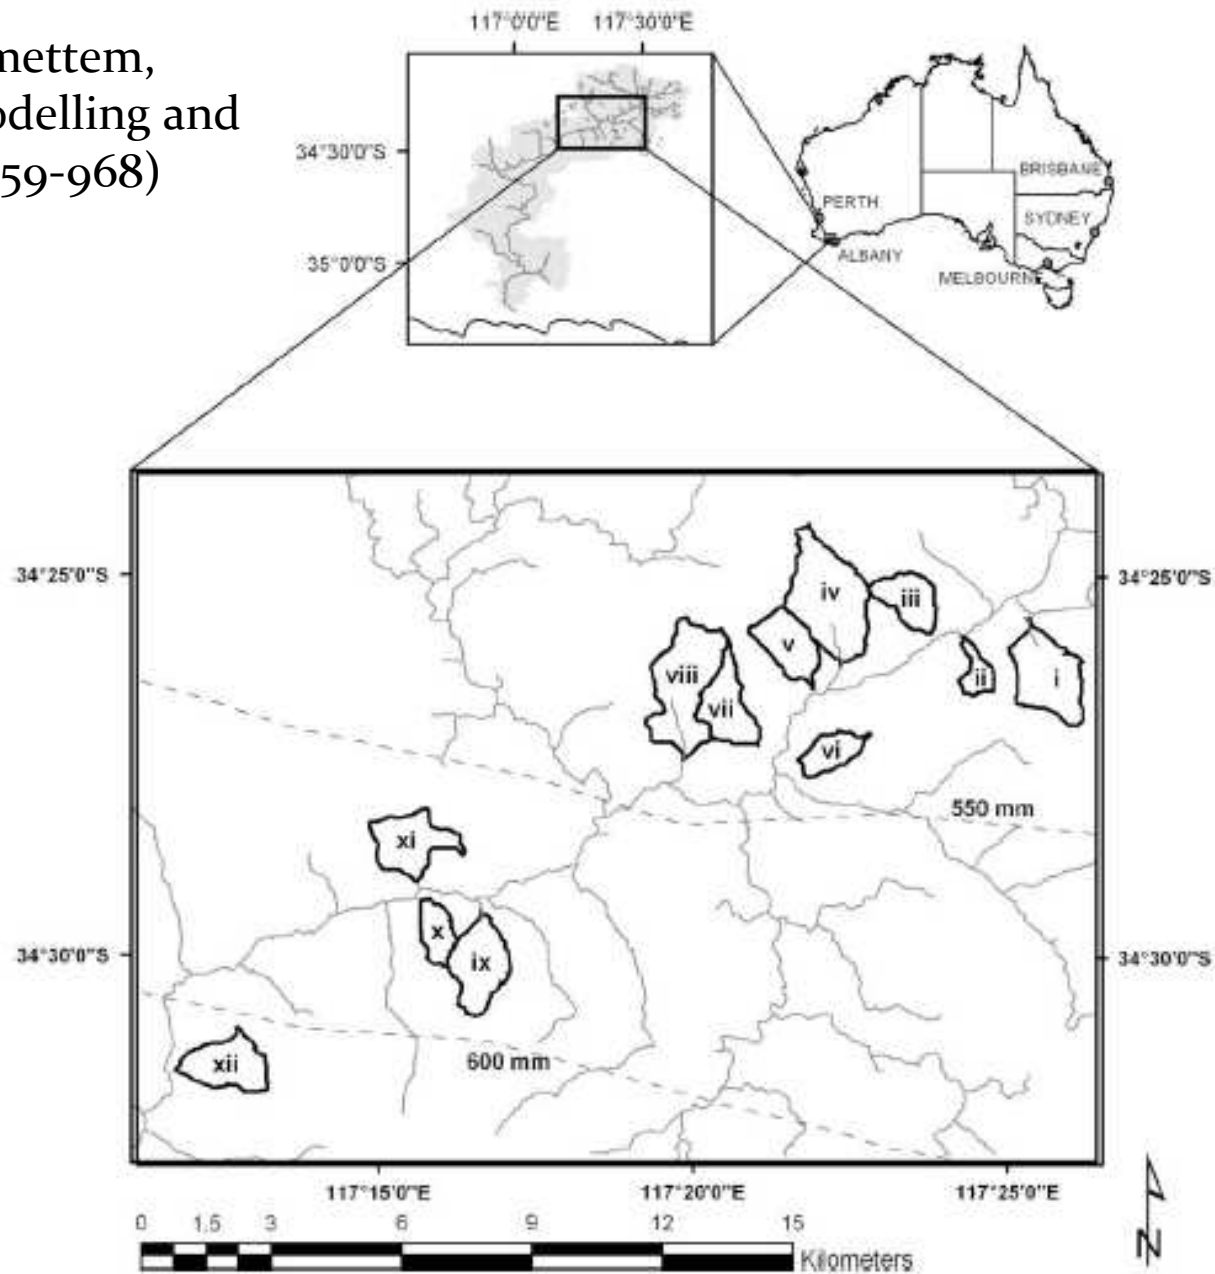 mettem,
odelling and
59-968)
117°0'0"E 117°30'0"E
34°30'0"S
35°0'0"S
BRISBANE
PERTH
SYDNEY
ALBANY
MELBOURNE
34°25'0"S
34°25'0"S
iv
iii
v
viii
ii
i
vii
vi
550 mm
xi
x
ix
34°30'0"S
34°30'0"S
600 mm
xii
117°15'0"E 117°20'0"E 117°25'0"E
0 1.5 3 6 9 12 15
Kilometers
N